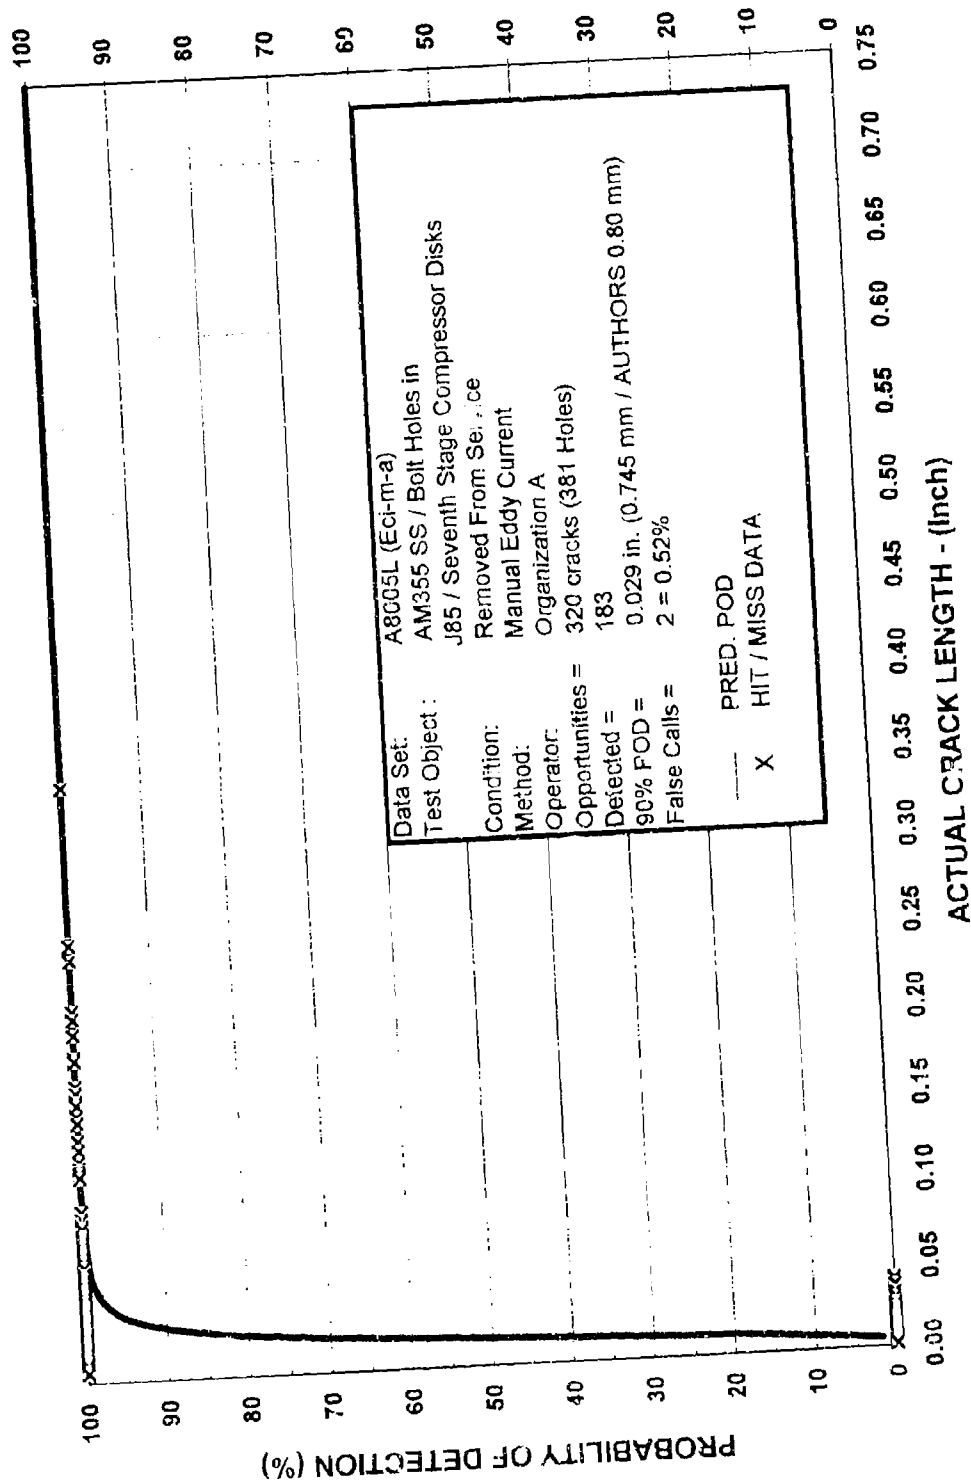 PROBABILITY OF DETECTION (%)
100
90
80
70
60
50
40
30
20
10
0
100
90
80
70
60
50
40
30
20
10
0
Data Set: A8005L (Eci-m-a)
Test Object : AM355 SS / Bolt Holes in
J85 / Seventh Stage Compressor Disks
Condition: Removed From
Method: Manual Eddy Current
Operator: Organization A
Opportunities = 320 cracks (381 Holes)
Detected = 183
90% POD = 0.029 in. (0.745 mm / AUTHORS 0.80 mm)
False Calls = 2 = 0.52%
PRED. POD
X HIT / MISS DATA
0.00 0.05 0.10 0.15 0.20 0.25 0.30 0.35 0.40 0.45 0.50 0.55 0.60 0.65 0.70 0.75
ACTUAL CRACK LENGTH - (Inch)